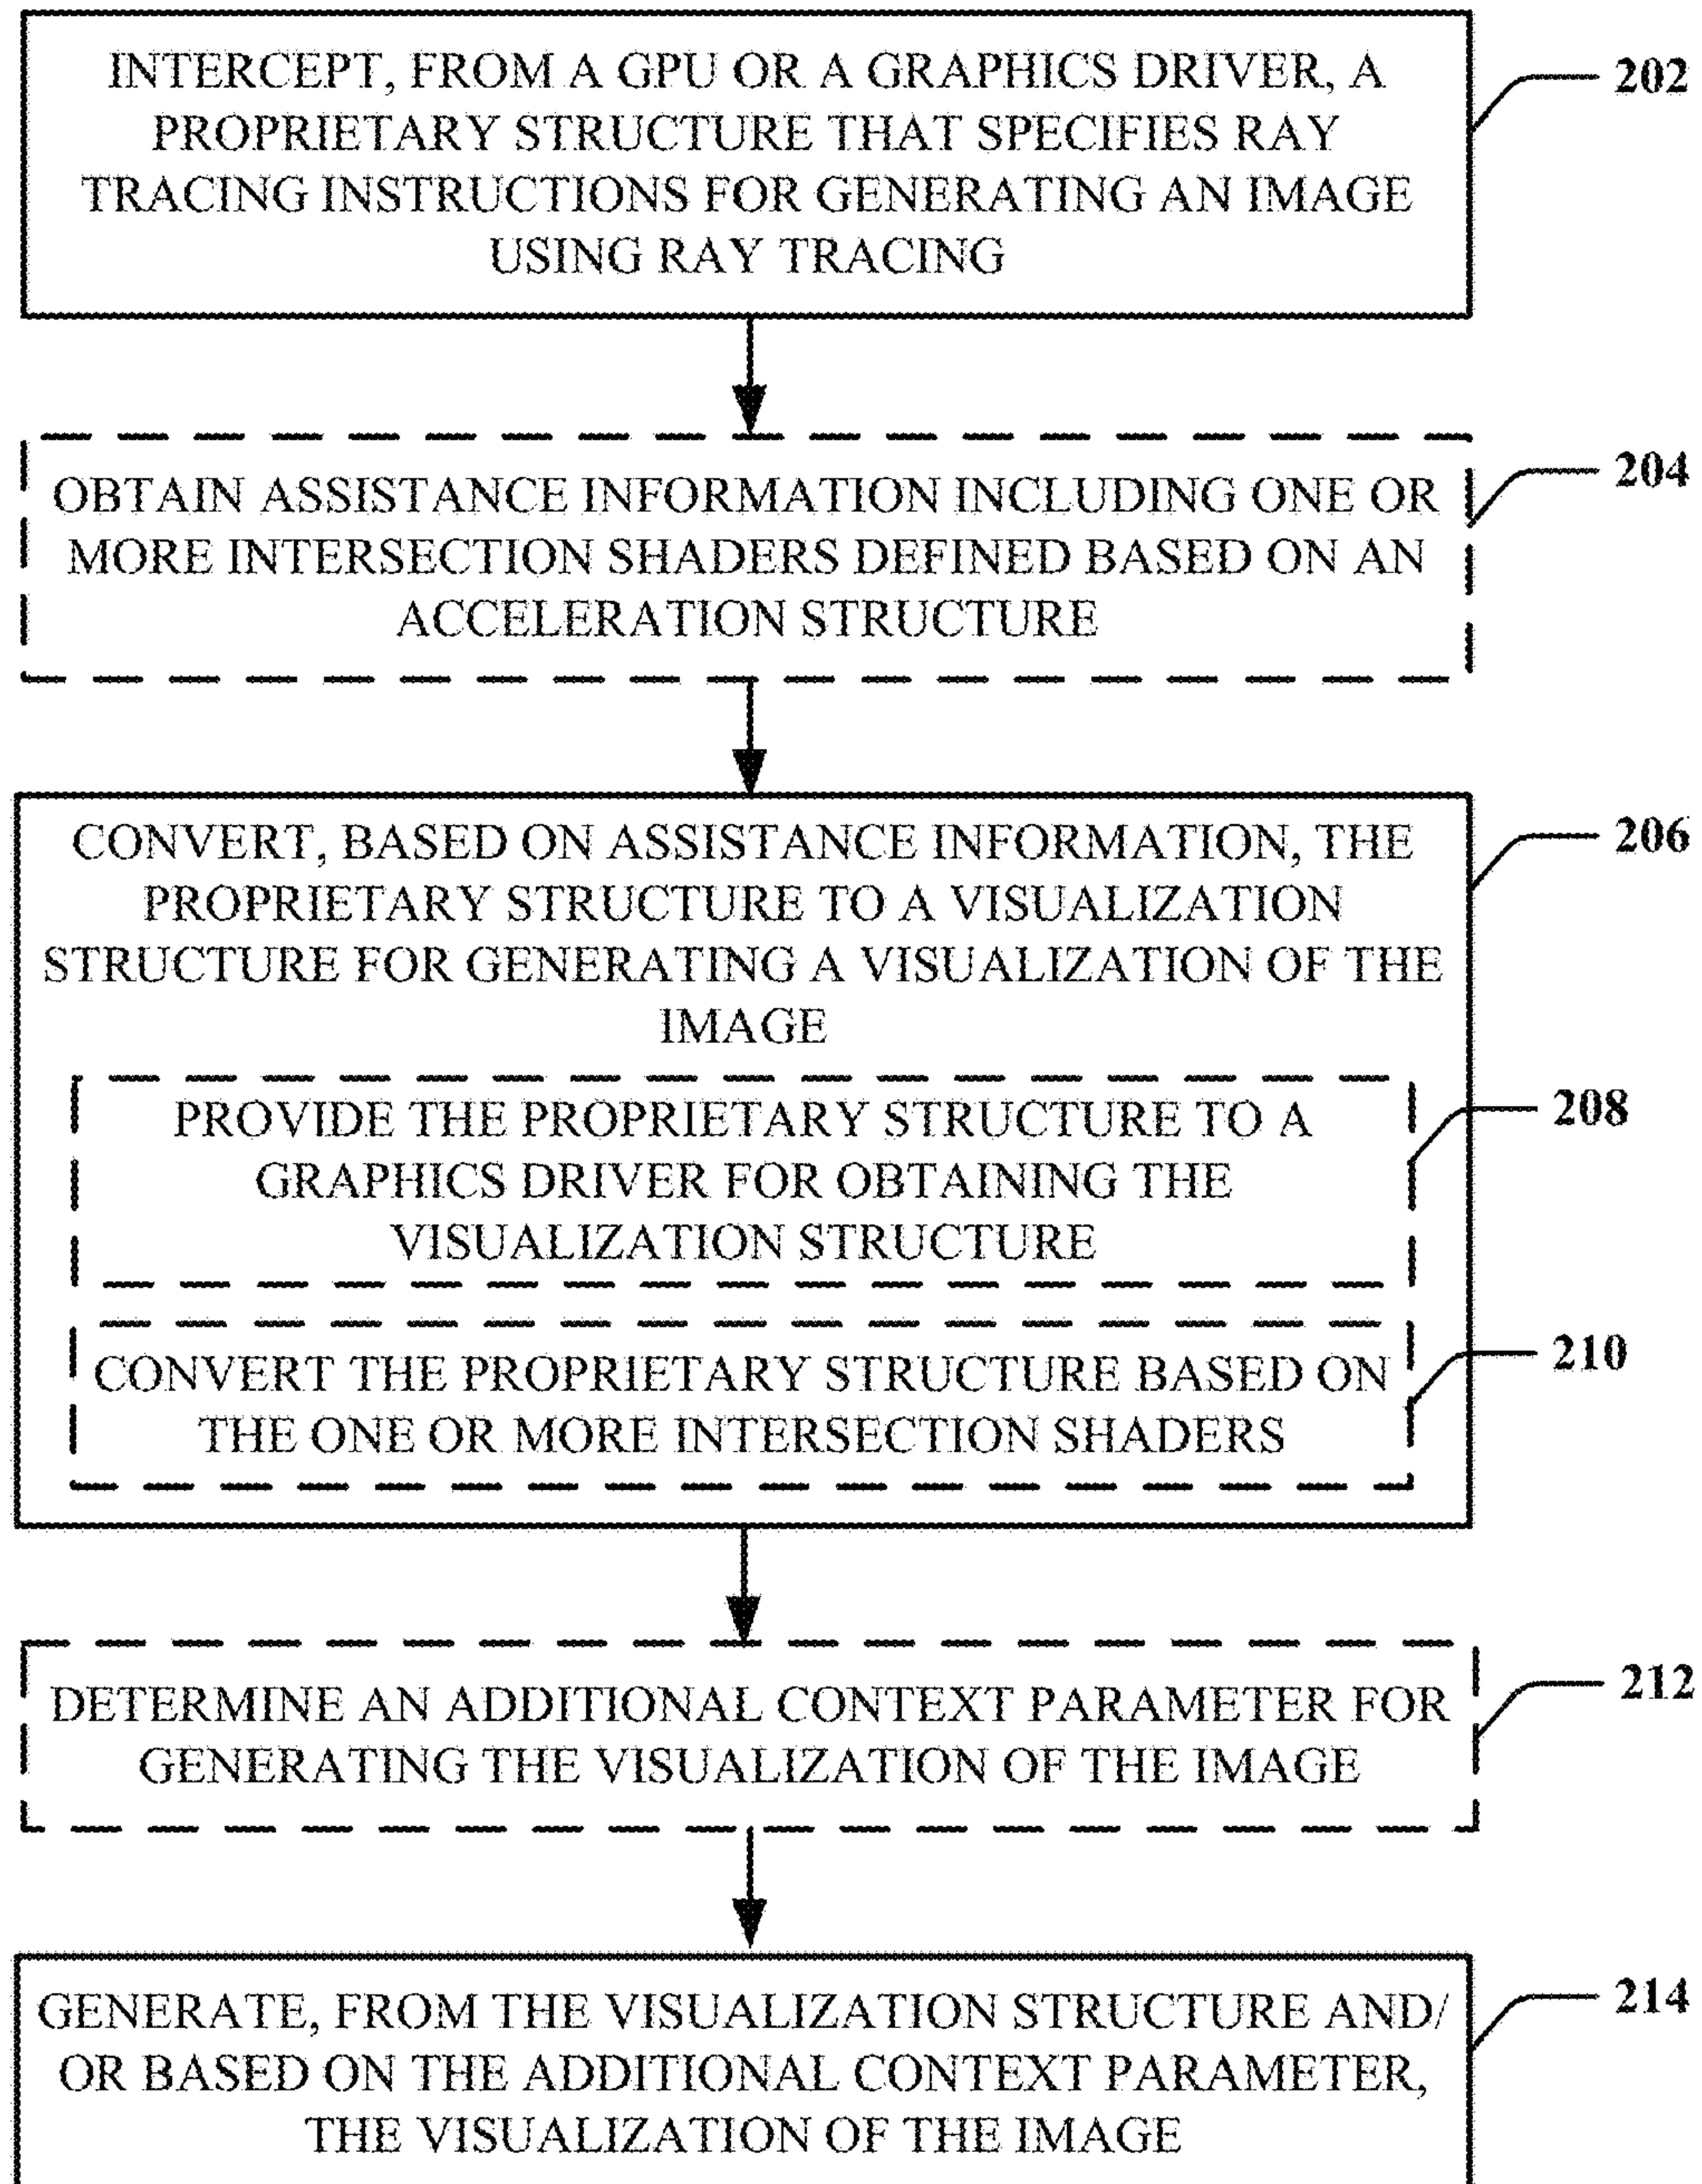 INTERCEPT, FROM A GPU OR A GRAPHICS DRIVER, A
PROPRIETARY STRUCTURE THAT SPECIFIES RAY
TRACING INSTRUCTIONS FOR GENERATING AN IMAGE
USING RAY TRACING
202
OBTAIN ASSISTANCE INFORMATION INCLUDING ONE OR
MORE INTERSECTION SHADERS DEFINED BASED ON AN
ACCELERATION STRUCTURE
204
CONVERT, BASED ON ASSISTANCE INFORMATION, THE
PROPRIETARY STRUCTURE TO A VISUALIZATION
STRUCTURE FOR GENERATING A VISUALIZATION OF THE
IMAGE
206
PROVIDE THE PROPRIETARY STRUCTURE TO A
GRAPHICS DRIVER FOR OBTAINING THE
VISUALIZATION STRUCTURE
208
CONVERT THE PROPRIETARY STRUCTURE BASED ON
THE ONE OR MORE INTERSECTION SHADERS
210
DETERMINE AN ADDITIONAL CONTEXT PARAMETER FOR
GENERATING THE VISUALIZATION OF THE IMAGE
212
GENERATE, FROM THE VISUALIZATION STRUCTURE AND/
OR BASED ON THE ADDITIONAL CONTEXT PARAMETER,
THE VISUALIZATION OF THE IMAGE
214